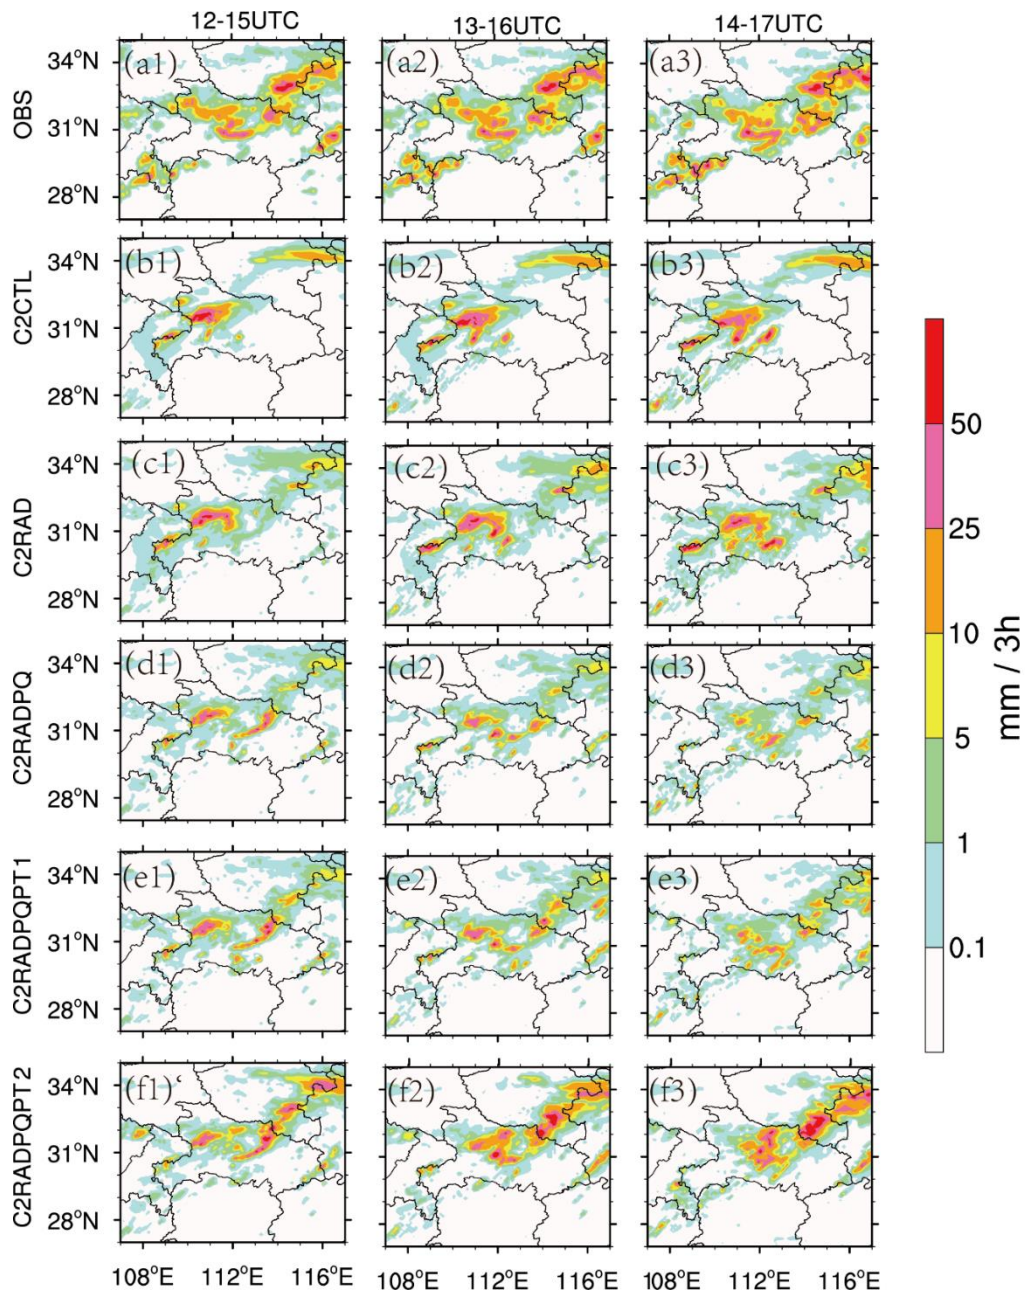 12-15UTC 13-16UTC 14-17UTC
OBS
34°N
31°N
28°N
(a1) (a2) (a3)
C2CTL
34°N
31°N
28°N
(b1) (b2) (b3)
C2RAD
34°N
31°N
28°N
(c1) (c2) (c3)
C2RADPQ
34°N
31°N
28°N
(d1) (d2) (d3)
C2RADPQPT1
34°N
31°N
28°N
(e1) (e2) (e3)
C2RADPQPT2
34°N
31°N
28°N
(f1)‘ (f2) (f3)
108°E 112°E 116°E 108°E 112°E 116°E 108°E 112°E 116°E
50
25
10
5
1
0.1
mm / 3h